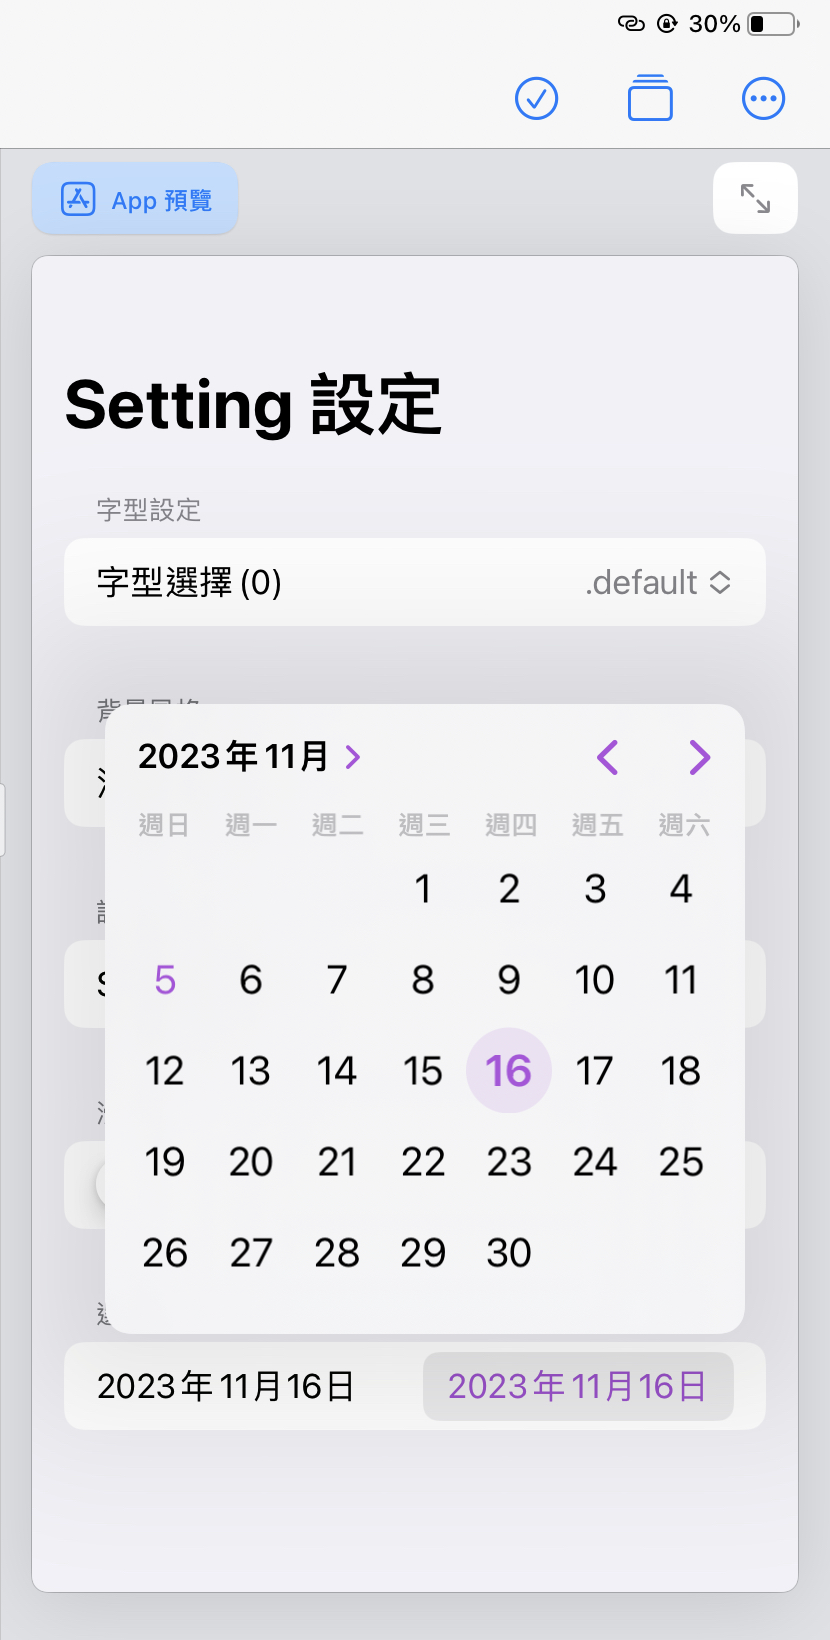 30%
App 預覽
Setting 設定
字型設定
字型選擇 (0)
.default
2023年 11月
週日 週一 週二 週三 週四 週五 週六
1 2 3 4
5 6 7 8 9 10 11
12 13 14 15 16 17 18
19 20 21 22 23 24 25
26 27 28 29 30
2023年 11月16日
2023年 11月16日